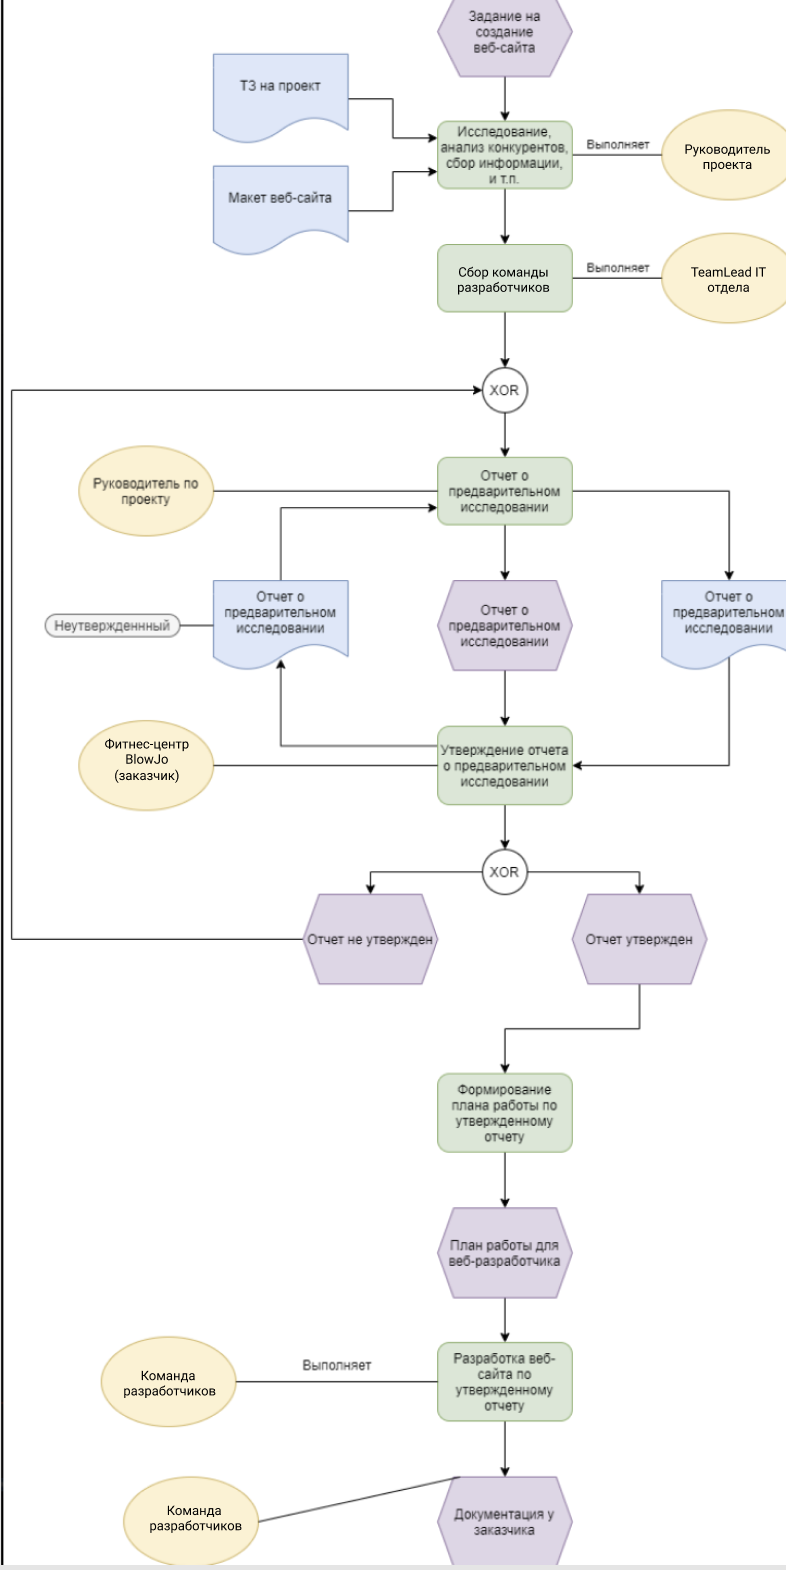 Задание на
создание
веб-сайта
ТЗ на проект
Исследование,
анализ конкурентов,
сбор информации,
и т.п.
Выполняет
Руководитель
проекта
Макет веб-сайта
Сбор команды
разработчиков
Выполняет
TeamLead IT
отдела
XOR
Руководитель по
проекту
Отчет о
предварительном
исследовании
Неутвержденнный
Отчет о
предварительном
исследовании
Отчет о
предварительном
исследовании
Отчет о
предварительном
исследовании
Фитнес-центр
BlowJo
(заказчик)
Утверждение отчета
о предварительном
исследовании
XOR
Отчет не утвержден
Отчет утвержден
Формирование
плана работы по
утвержденному
отчету
План работы для
веб-разработчика
Команда
разработчиков
Выполняет
Разработка веб-
сайта по
утвержденному
отчету
Команда
разработчиков
Документация у
заказчика